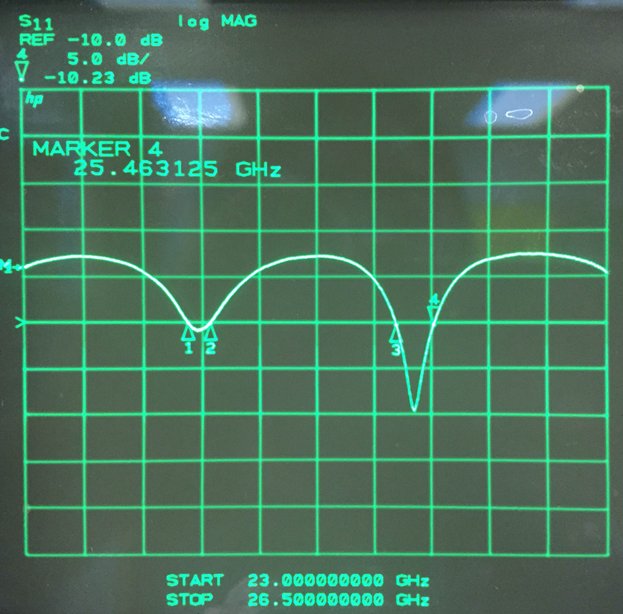 S11 log MAG
REF -10.0 dB
4 5.0 dB/
-10.23 dB
hp
C
MARKER 4
25.463125 GHz
4
1 2 3
START 23.000000000 GHz
STOP 26.500000000 GHz